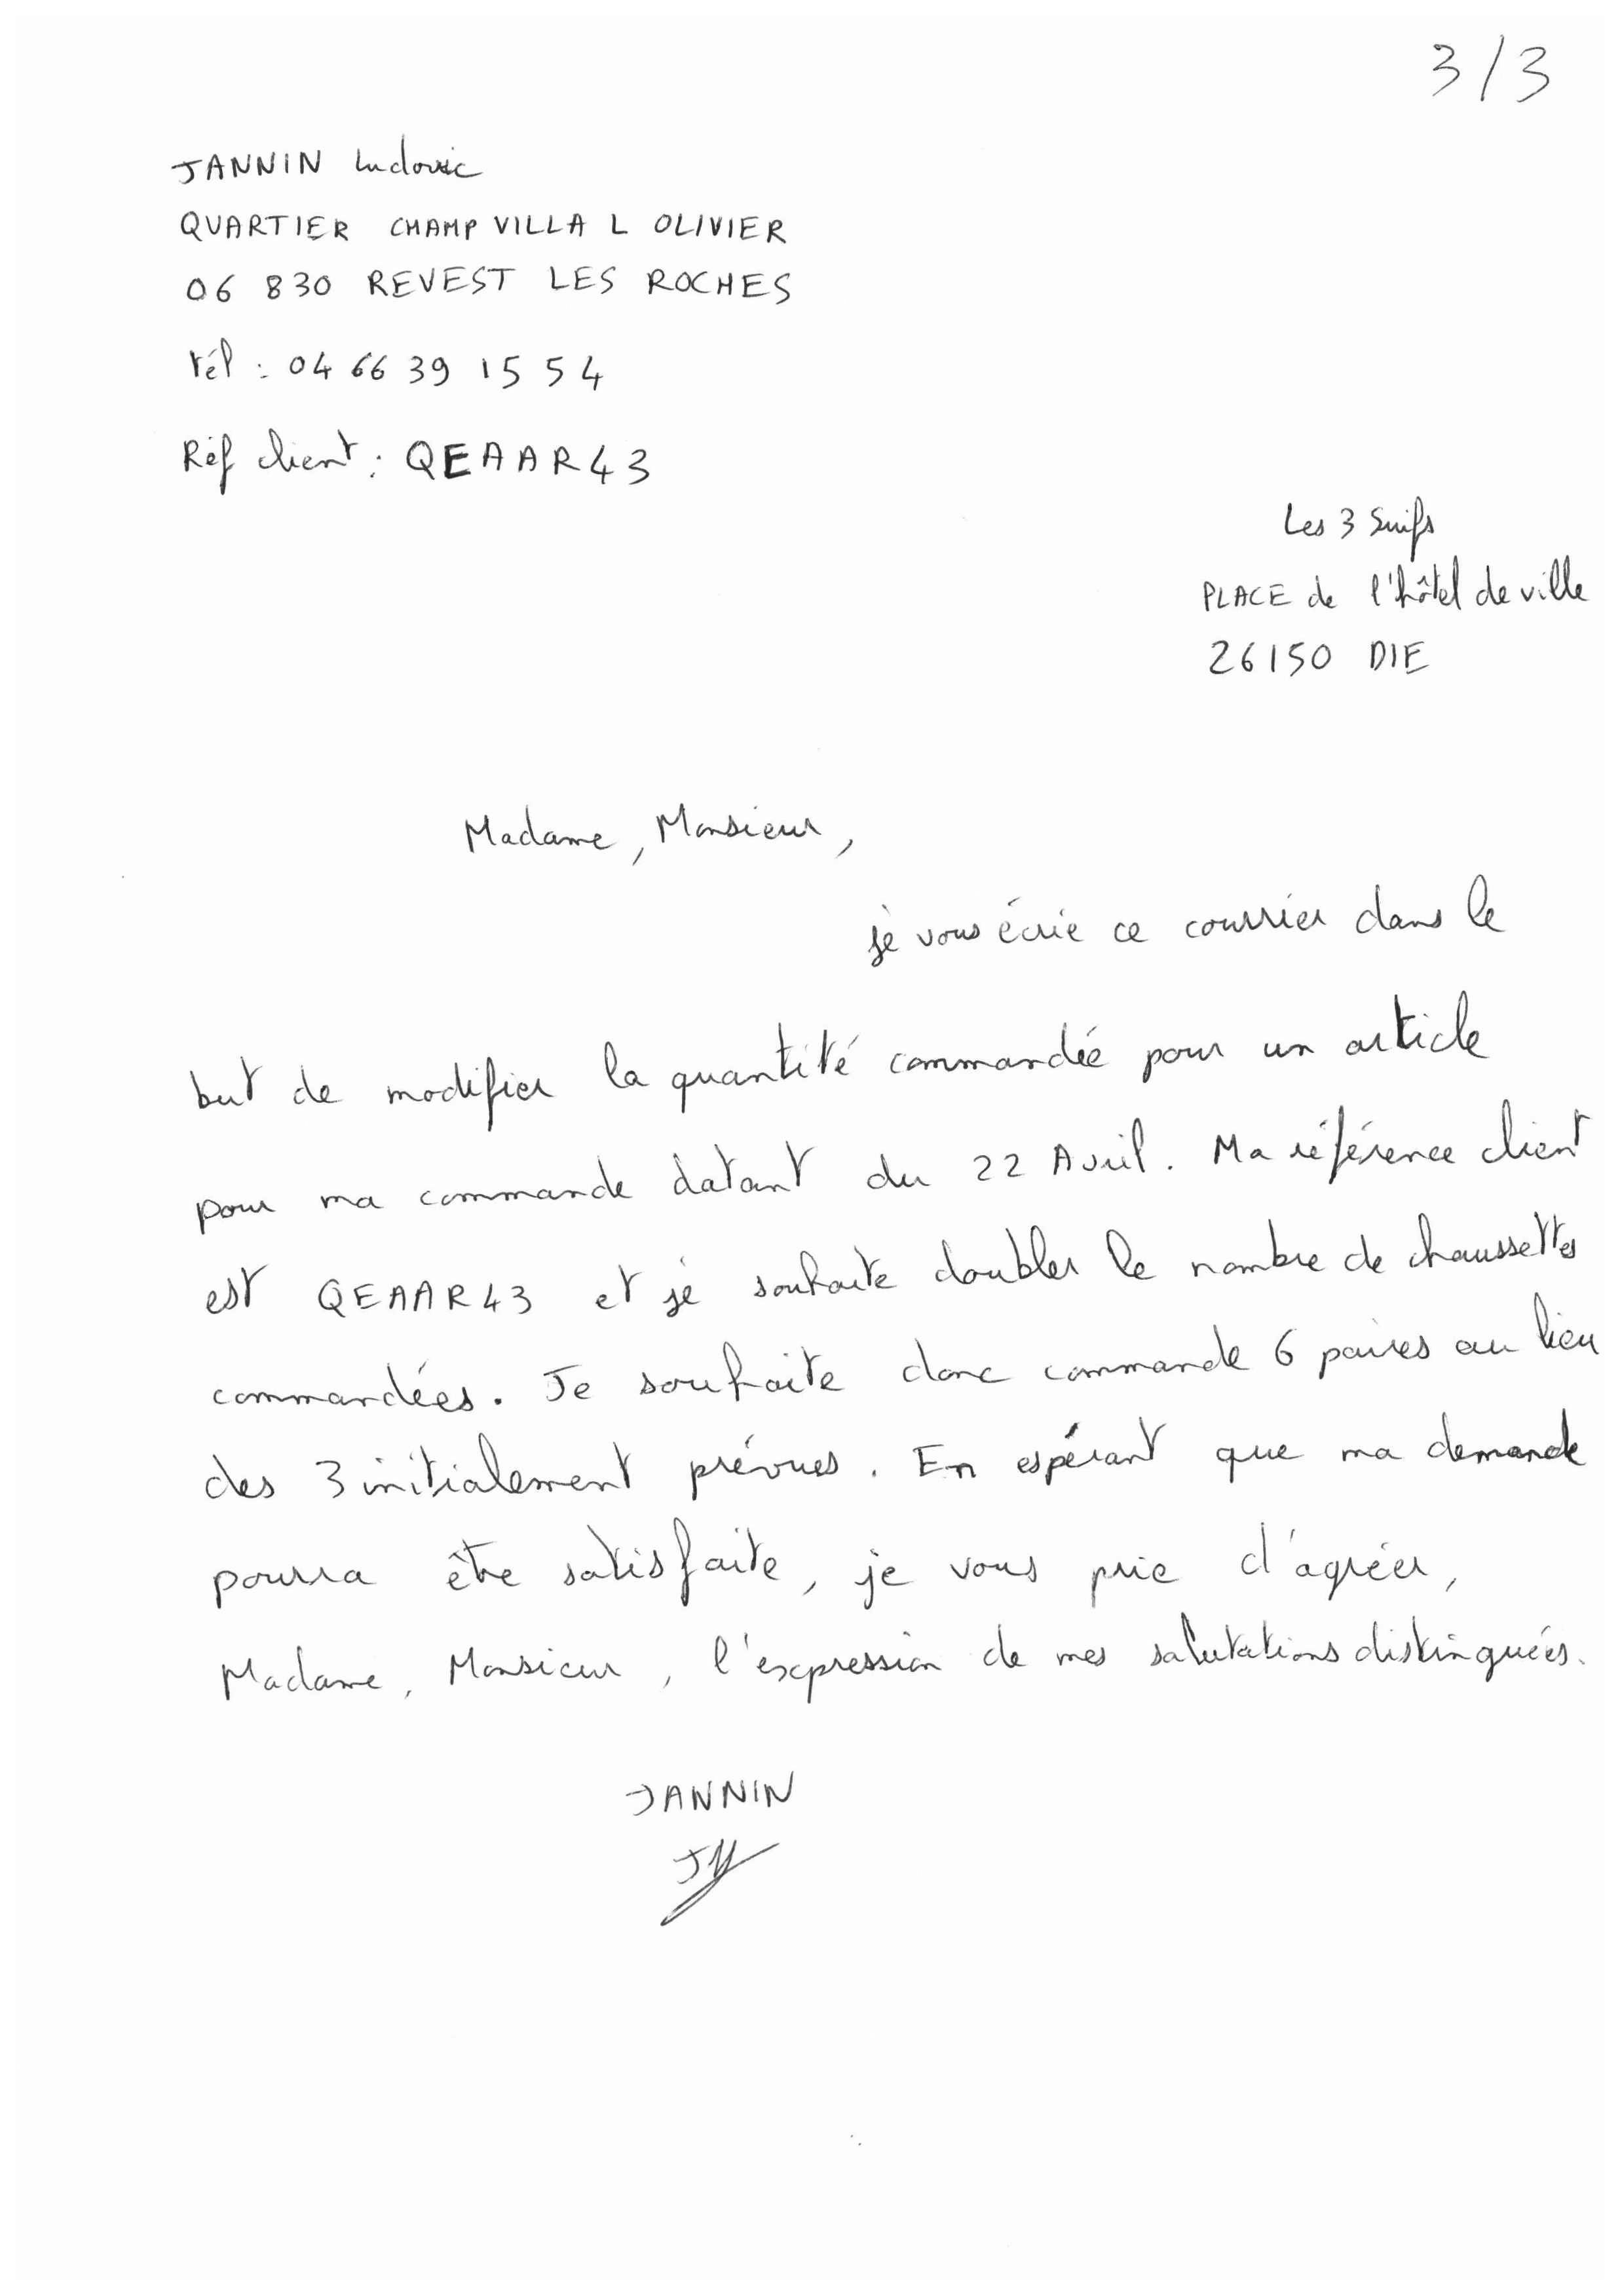 3/3
JANNIN Ludovic
QUARTIER CHAMP VILLA L OLIVIER
06 830 REVEST LES ROCHES
tél : 04 66 39 15 54
Réf client : QEAAR43
Les 3 Suifs
PLACE de l'hôtel de ville
26150 DIE
Madame, Monsieur,
je vous écrie ce courrier dans le
but de modifier la quantité commandée pour un article
pour ma commande datant du 22 Avril. Ma référence client
est QEAAR43 et je souhaite doubler le nombre de chaussettes
commandées. Je souhaite donc commande 6 paires au lieu
des 3 initialement prévues. En espérant que ma demande
pourra être satisfaite, je vous prie d'agréer,
Madame, Monsieur, l'expression de mes salutations distinguées.
JANNIN